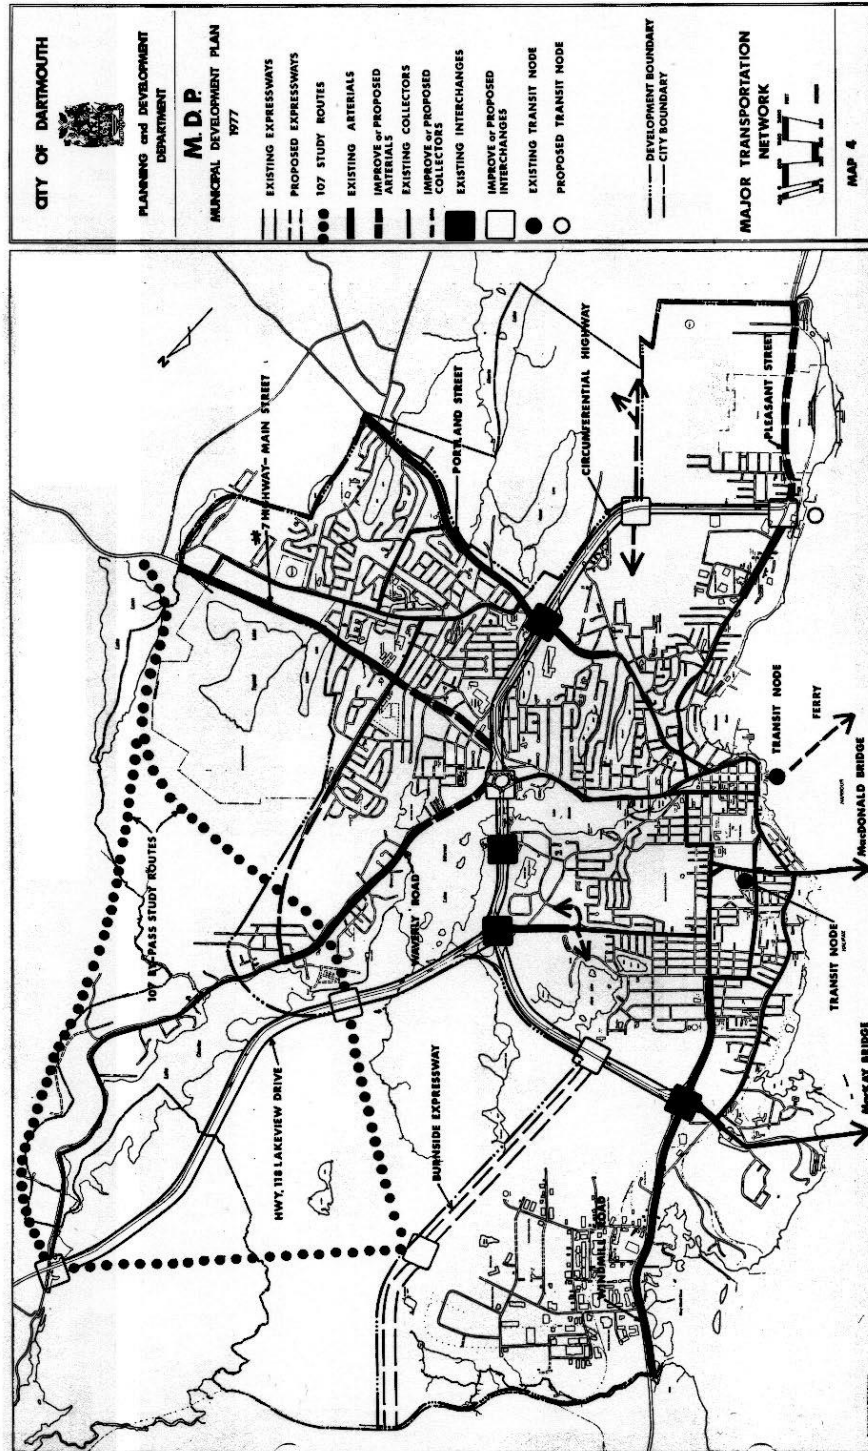 CITY OF DARTMOUTH
PLANNING and DEVELOPMENT
DEPARTMENT
M.D.P.
MUNICIPAL DEVELOPMENT PLAN
1977
EXISTING EXPRESSWAYS
PROPOSED EXPRESSWAYS
107 STUDY ROUTES
EXISTING ARTERIALS
IMPROVE or PROPOSED
ARTERIALS
EXISTING COLLECTORS
IMPROVE or PROPOSED
COLLECTORS
EXISTING INTERCHANGES
IMPROVE or PROPOSED
INTERCHANGES
EXISTING TRANSIT NODE
PROPOSED TRANSIT NODE
DEVELOPMENT BOUNDARY
CITY BOUNDARY
MAJOR TRANSPORTATION
NETWORK
MAP 4
N
#7 HIGHWAY- MAIN STREET
PORTLAND STREET
CIRCUMFERENTIAL HIGHWAY
PLEASANT STREET
107 BY-PASS STUDY ROUTES
WAVERLY ROAD
HWY, 118 LAKEVIEW DRIVE
BURNSIDE EXPRESSWAY
WINDMILL ROAD
TRANSIT NODE
FERRY
MacDONALD BRIDGE
TRANSIT NODE
BRIDGE